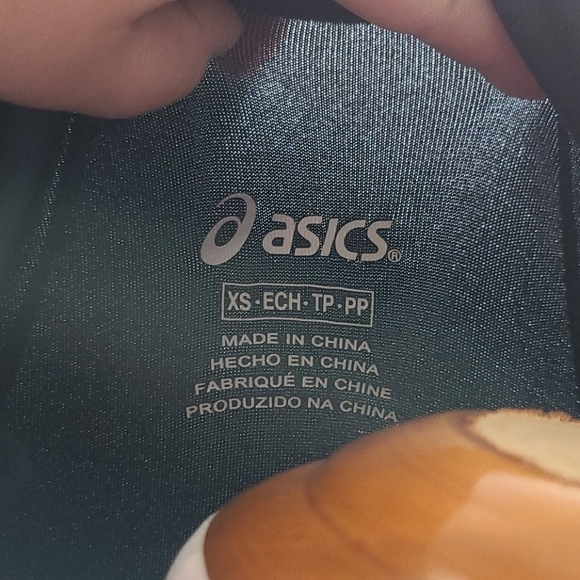 asics®
XS·ECH·TP·PP
MADE IN CHINA
HECHO EN CHINA
FABRIQUÉ EN CHINE
PRODUZIDO NA CHINA